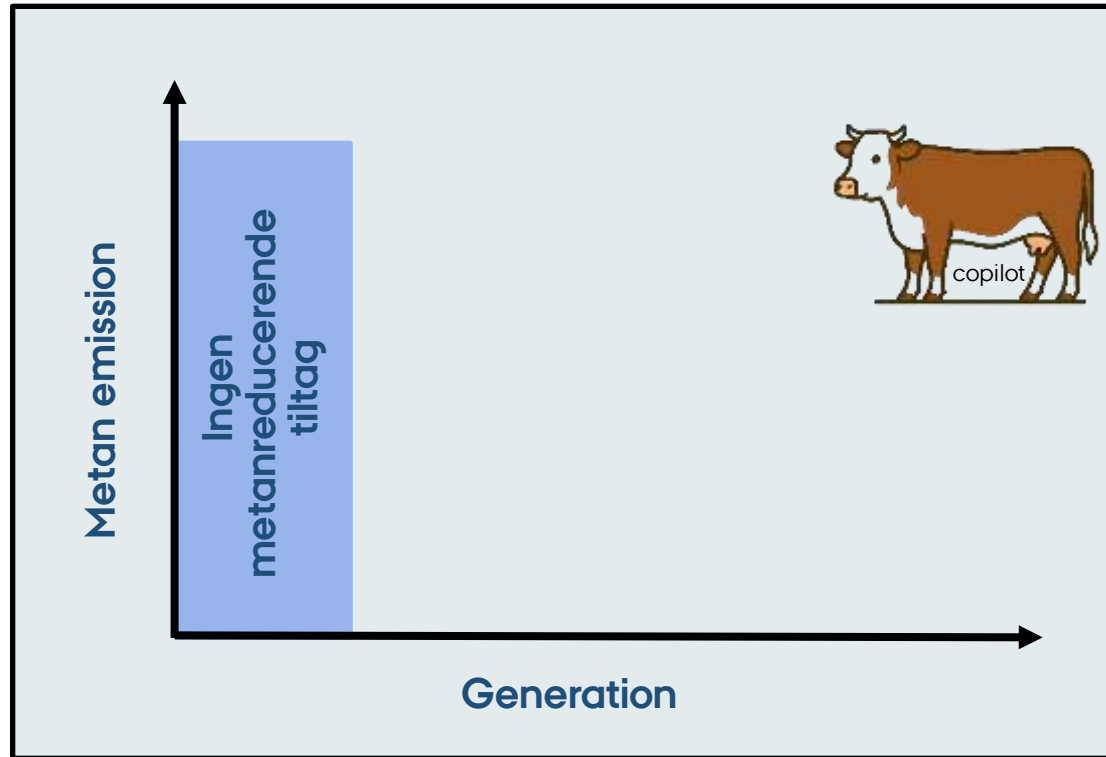 Metan emission
Ingen
metanreducerende
tiltag
copilot
Generation